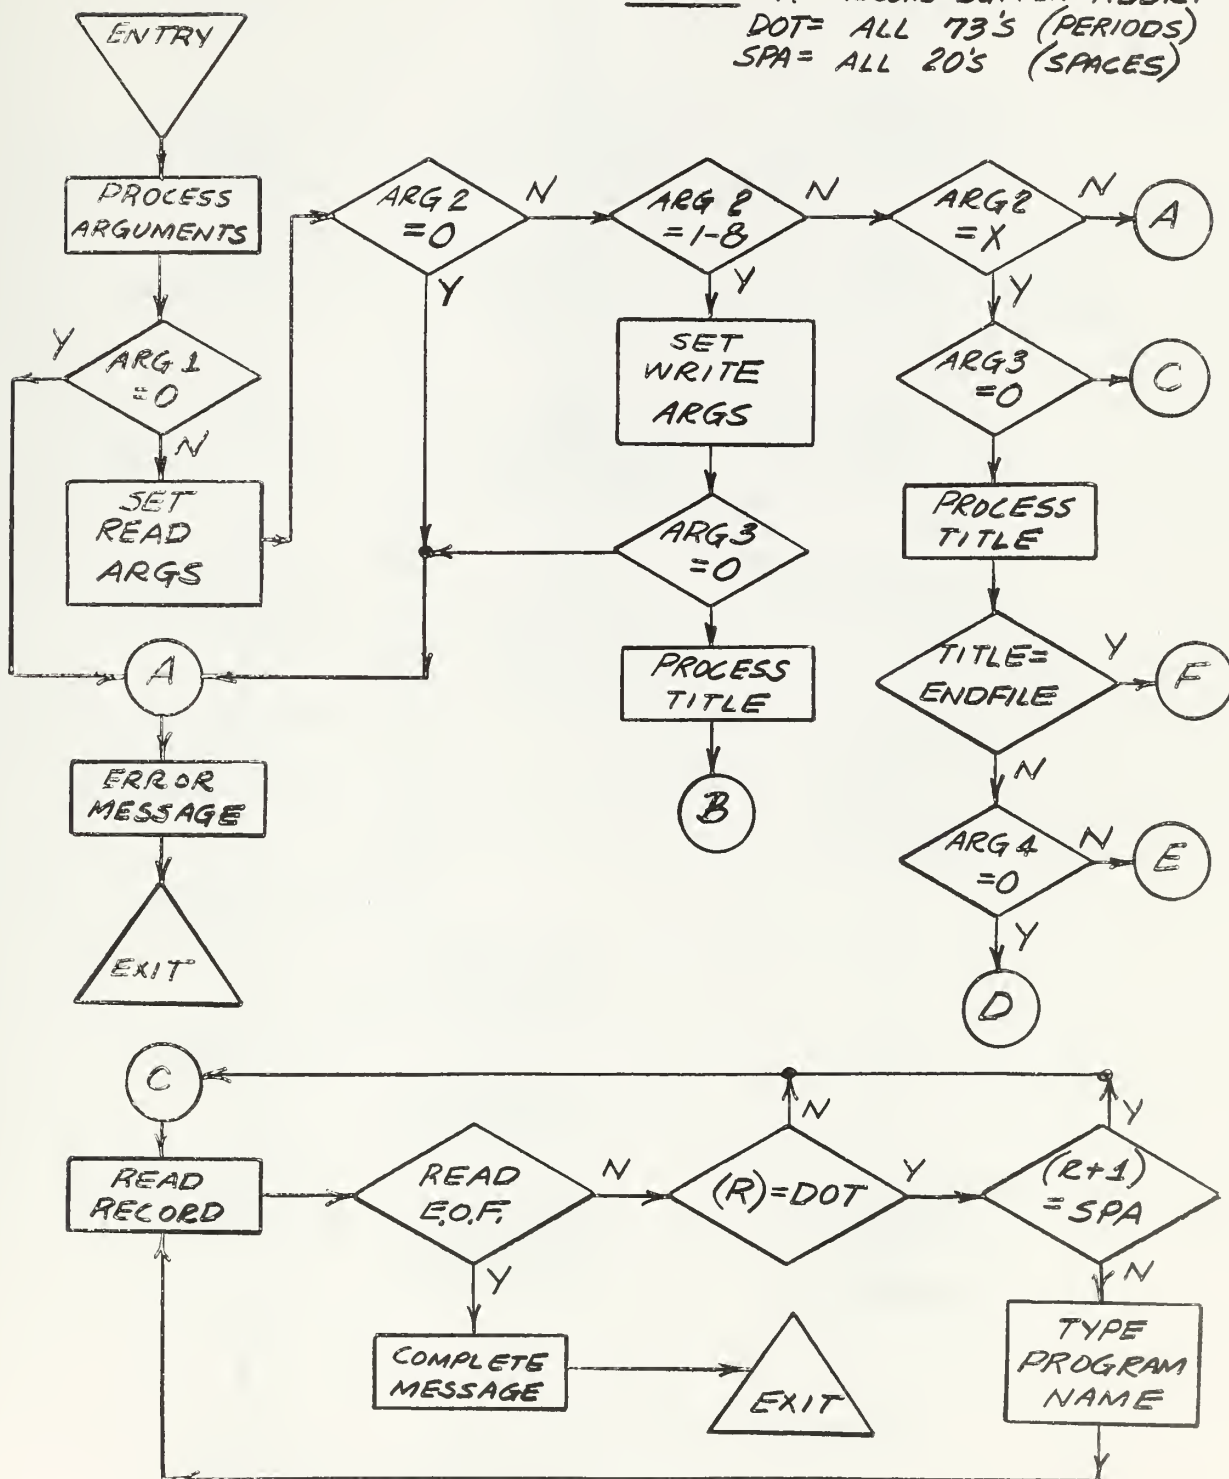 DOT= ALL 73'S (PERIODS)
SPA= ALL 20'S (SPACES)
ENTRY
PROCESS
ARGUMENTS
ARG 1
=0
Y
N
SET
READ
ARGS
ARG 2
=0
N
Y
ARG 2
=1-8
N
Y
ARG 2
=X
N
A
Y
SET
WRITE
ARGS
ARG 3
=0
C
ARG 3
=0
PROCESS
TITLE
PROCESS
TITLE
B
TITLE=
ENDFILE
Y
F
N
ARG 4
=0
N
E
Y
D
A
ERROR
MESSAGE
EXIT
C
READ
RECORD
READ
E.O.F.
N
Y
(R)=DOT
N
Y
(R+1)
=SPA
Y
N
COMPLETE
MESSAGE
EXIT
TYPE
PROGRAM
NAME